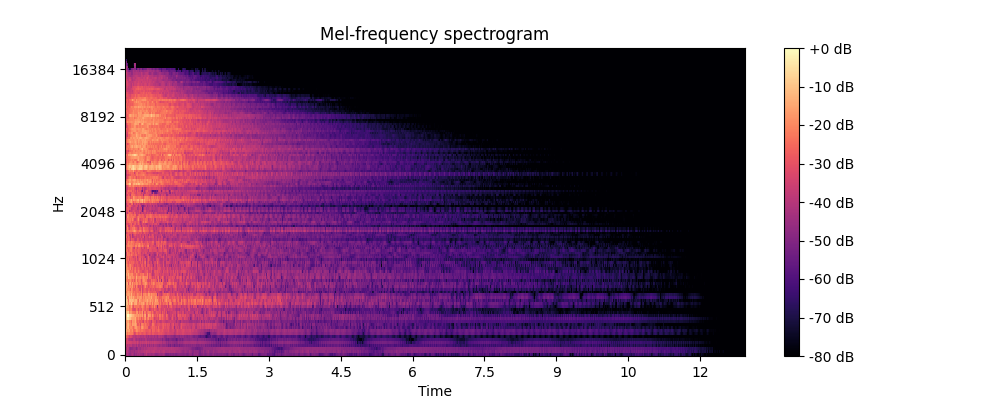 Mel-frequency spectrogram
Hz
16384
8192
4096
2048
1024
512
0
0 1.5 3 4.5 6 7.5 9 10 12
Time
+0 dB
-10 dB
-20 dB
-30 dB
-40 dB
-50 dB
-60 dB
-70 dB
-80 dB